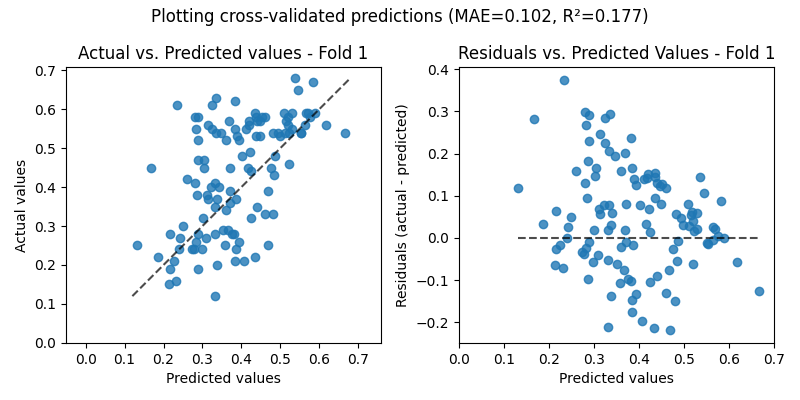 Plotting cross-validated predictions (MAE=0.102, R²=0.177)
Actual vs. Predicted values - Fold 1
Residuals vs. Predicted Values - Fold 1
Actual values
0.7
0.6
0.5
0.4
0.3
0.2
0.1
0.0
0.0 0.1 0.2 0.3 0.4 0.5 0.6 0.7
Predicted values
Residuals (actual - predicted)
0.4
0.3
0.2
0.1
0.0
−0.1
−0.2
0.0 0.1 0.2 0.3 0.4 0.5 0.6 0.7
Predicted values